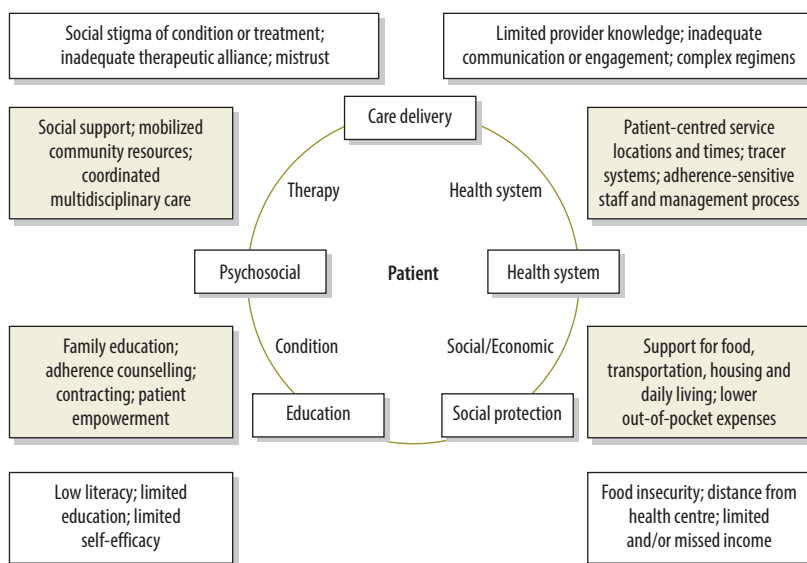 Social stigma of condition or treatment;
inadequate therapeutic alliance; mistrust
Limited provider knowledge; inadequate
communication or engagement; complex regimens
Care delivery
Social support; mobilized
community resources;
coordinated
multidisciplinary care
Patient-centred service
locations and times; tracer
systems; adherence-sensitive
staff and management process
Therapy
Health system
Psychosocial
Patient
Health system
Family education;
adherence counselling;
contracting; patient
empowerment
Condition
Social/Economic
Support for food,
transportation, housing and
daily living; lower
out-of-pocket expenses
Education
Social protection
Low literacy; limited
education; limited
self-efficacy
Food insecurity; distance from
health centre; limited
and/or missed income